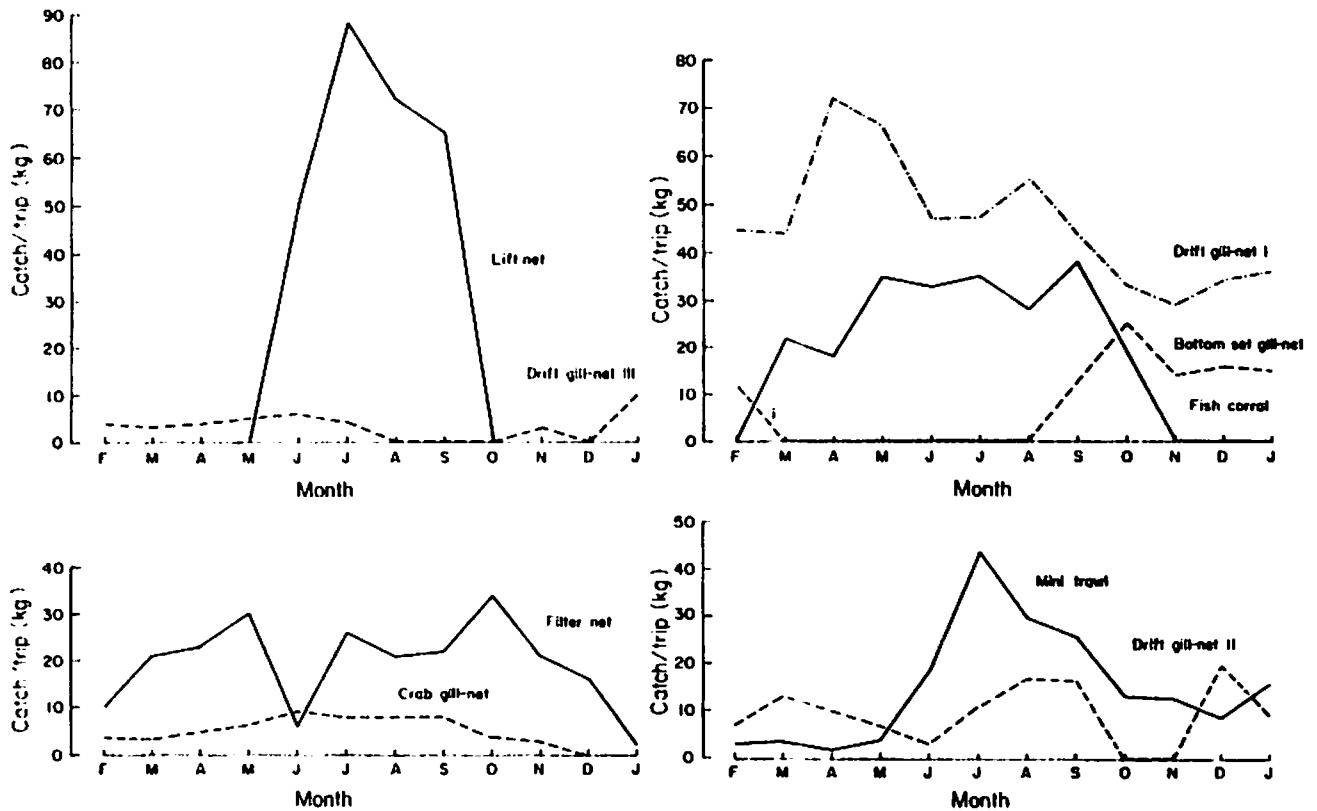 90
80
70
60
50
40
30
20
10
0
Catch/trip (kg)
Lift net
Drift gill-net III
F M A M J J A S O N D J
Month
80
70
60
50
40
30
20
10
0
Catch/trip (kg)
Drift gill-net I
Bottom set gill-net
Fish corral
F M A M J J A S O N D J
Month
40
30
20
10
0
Catch/trip (kg)
Filter net
Crab gill-net
F M A M J J A S O N D J
Month
50
40
30
20
10
0
Catch/trip (kg)
Mini trawl
Drift gill-net II
F M A M J J A S O N D J
Month